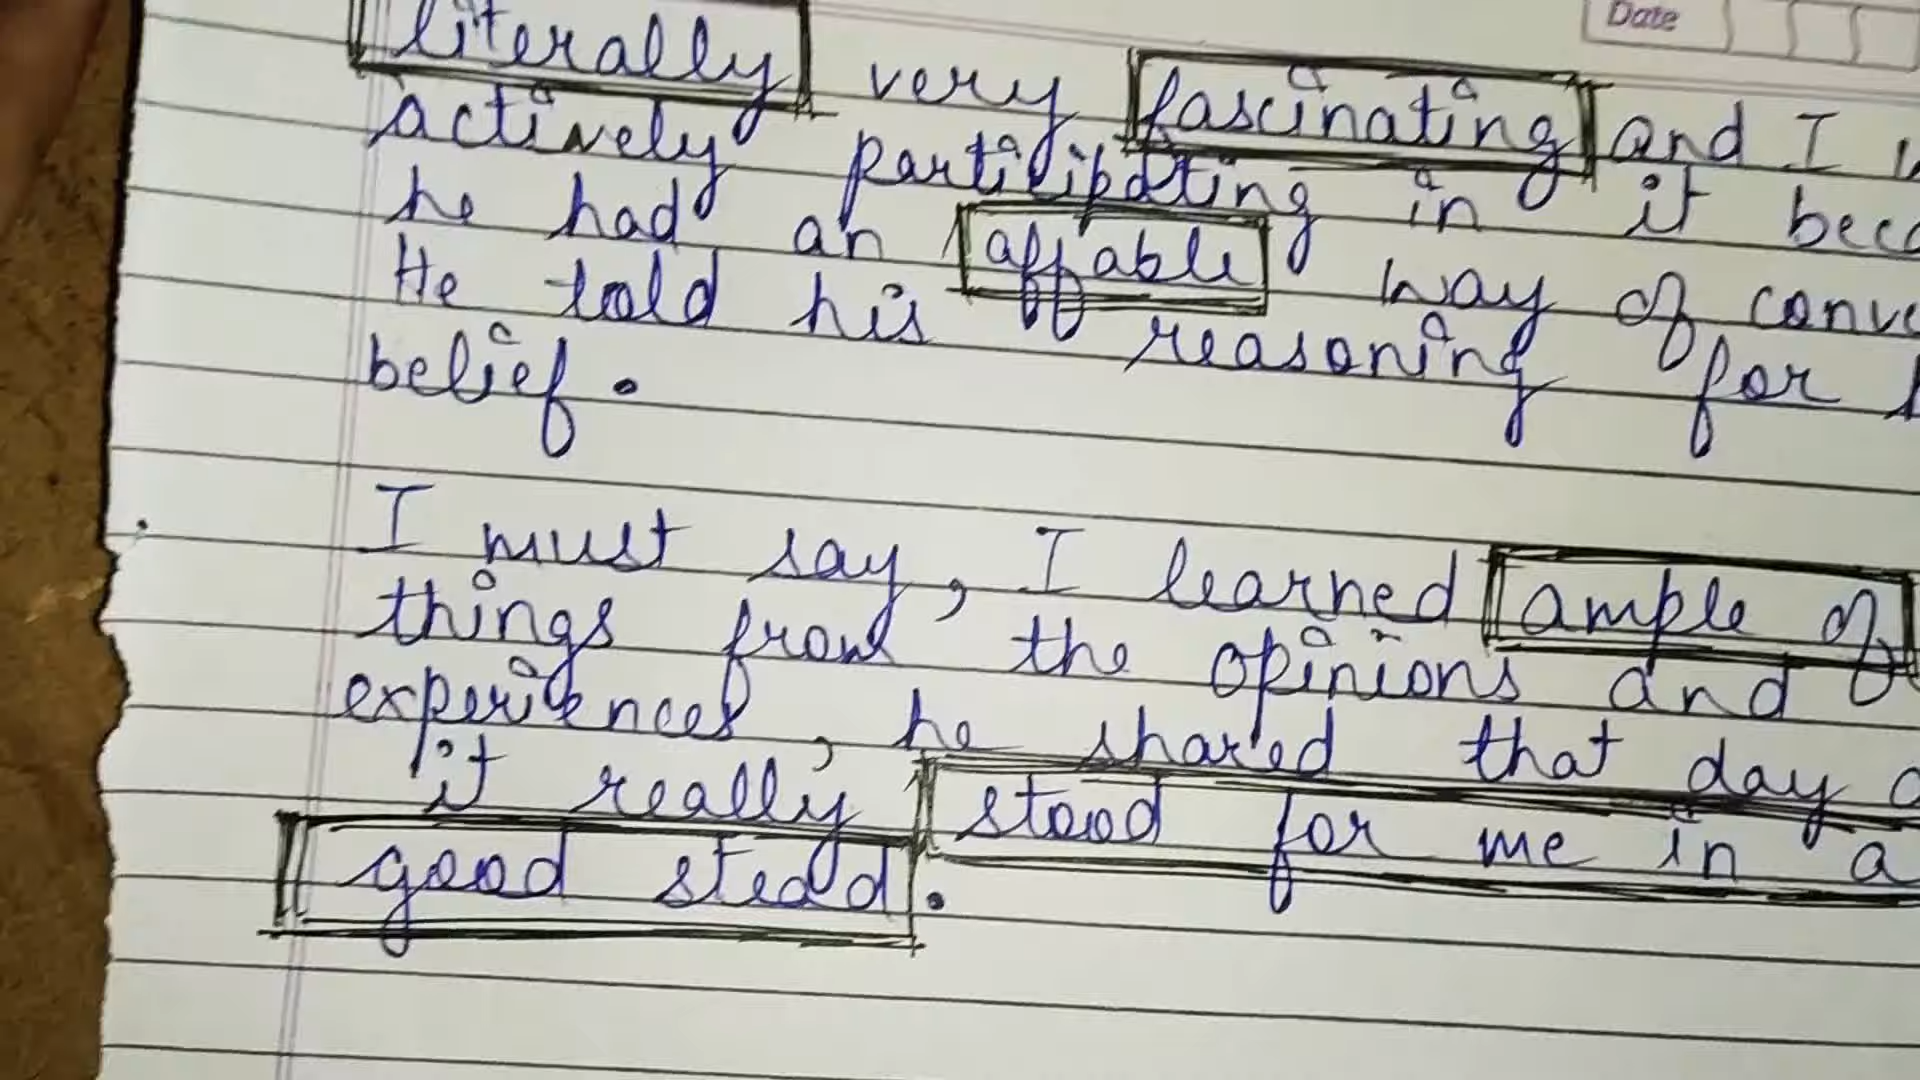 Date
literally very fascinating and I
actively participating in it
he had an affable way of
He told his reasoning for
belief.
I must say, I learned ample of
things from the opinions and
experiences, he shared that day
it really stood for me in a
good stead.